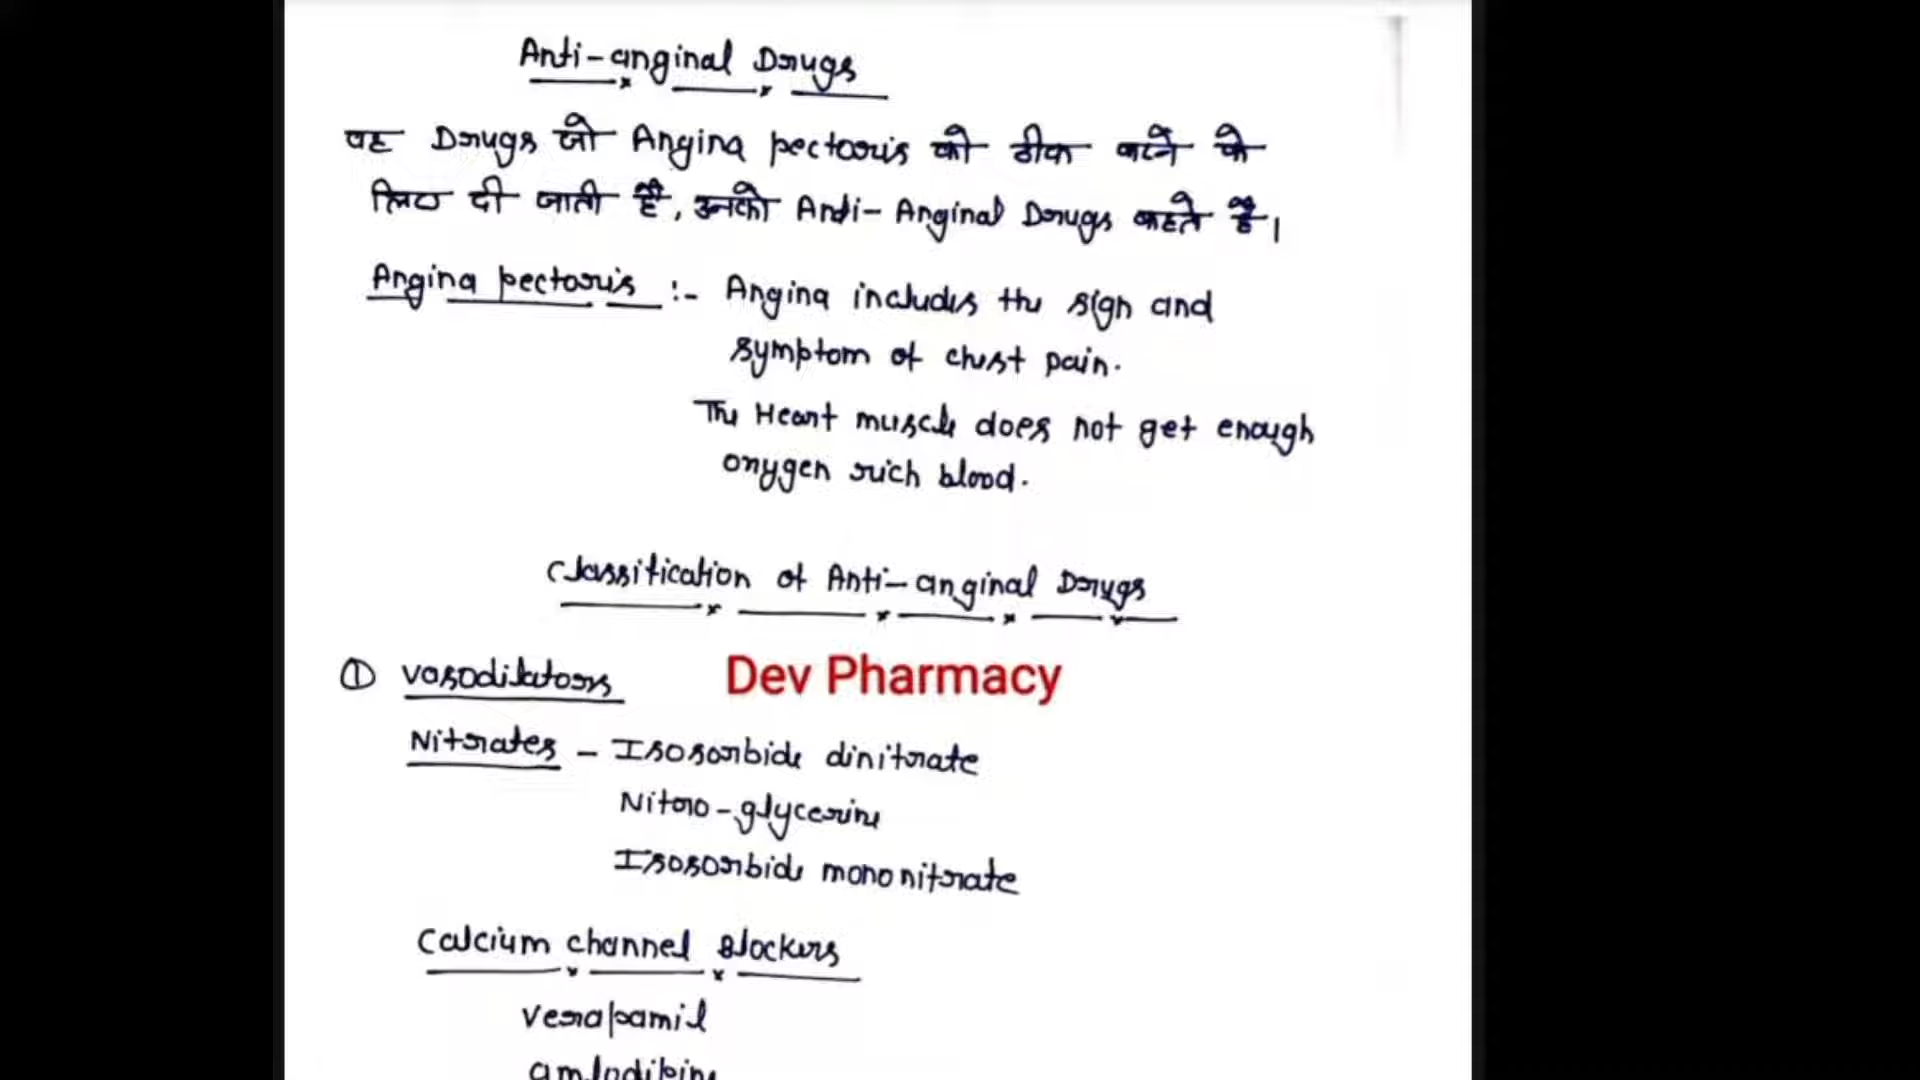 Anti-anginal Drugs
वह Drugs जो Angina pectoris को ठीक करने के
लिए दी जाती हैं, उनको Anti-Anginal Drugs कहते हैं।
Angina pectoris :- Angina includes the sign and
symptom of chest pain.
The Heart muscle does not get enough
oxygen rich blood.
Classification of Anti-anginal Drugs
① vasodilators
Dev Pharmacy
Nitrates - Isosorbide dinitrate
Nitro-glycerine
Isosorbide mononitrate
Calcium channel Blockers
Verapamil
amlodipine